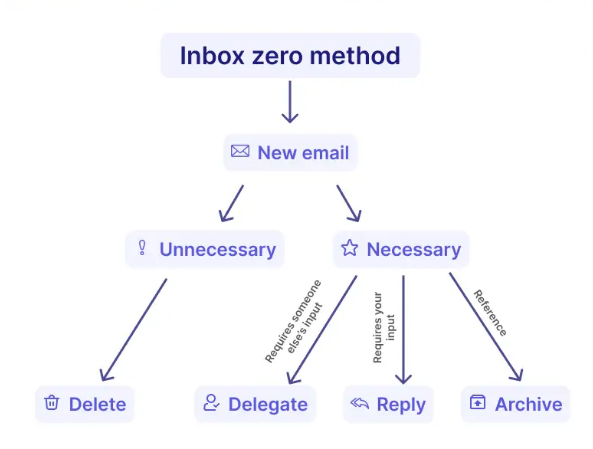 Inbox zero method
New email
Unnecessary
Necessary
Requires someone
else's input
Requires your
input
Reference
Delete
Delegate
Reply
Archive